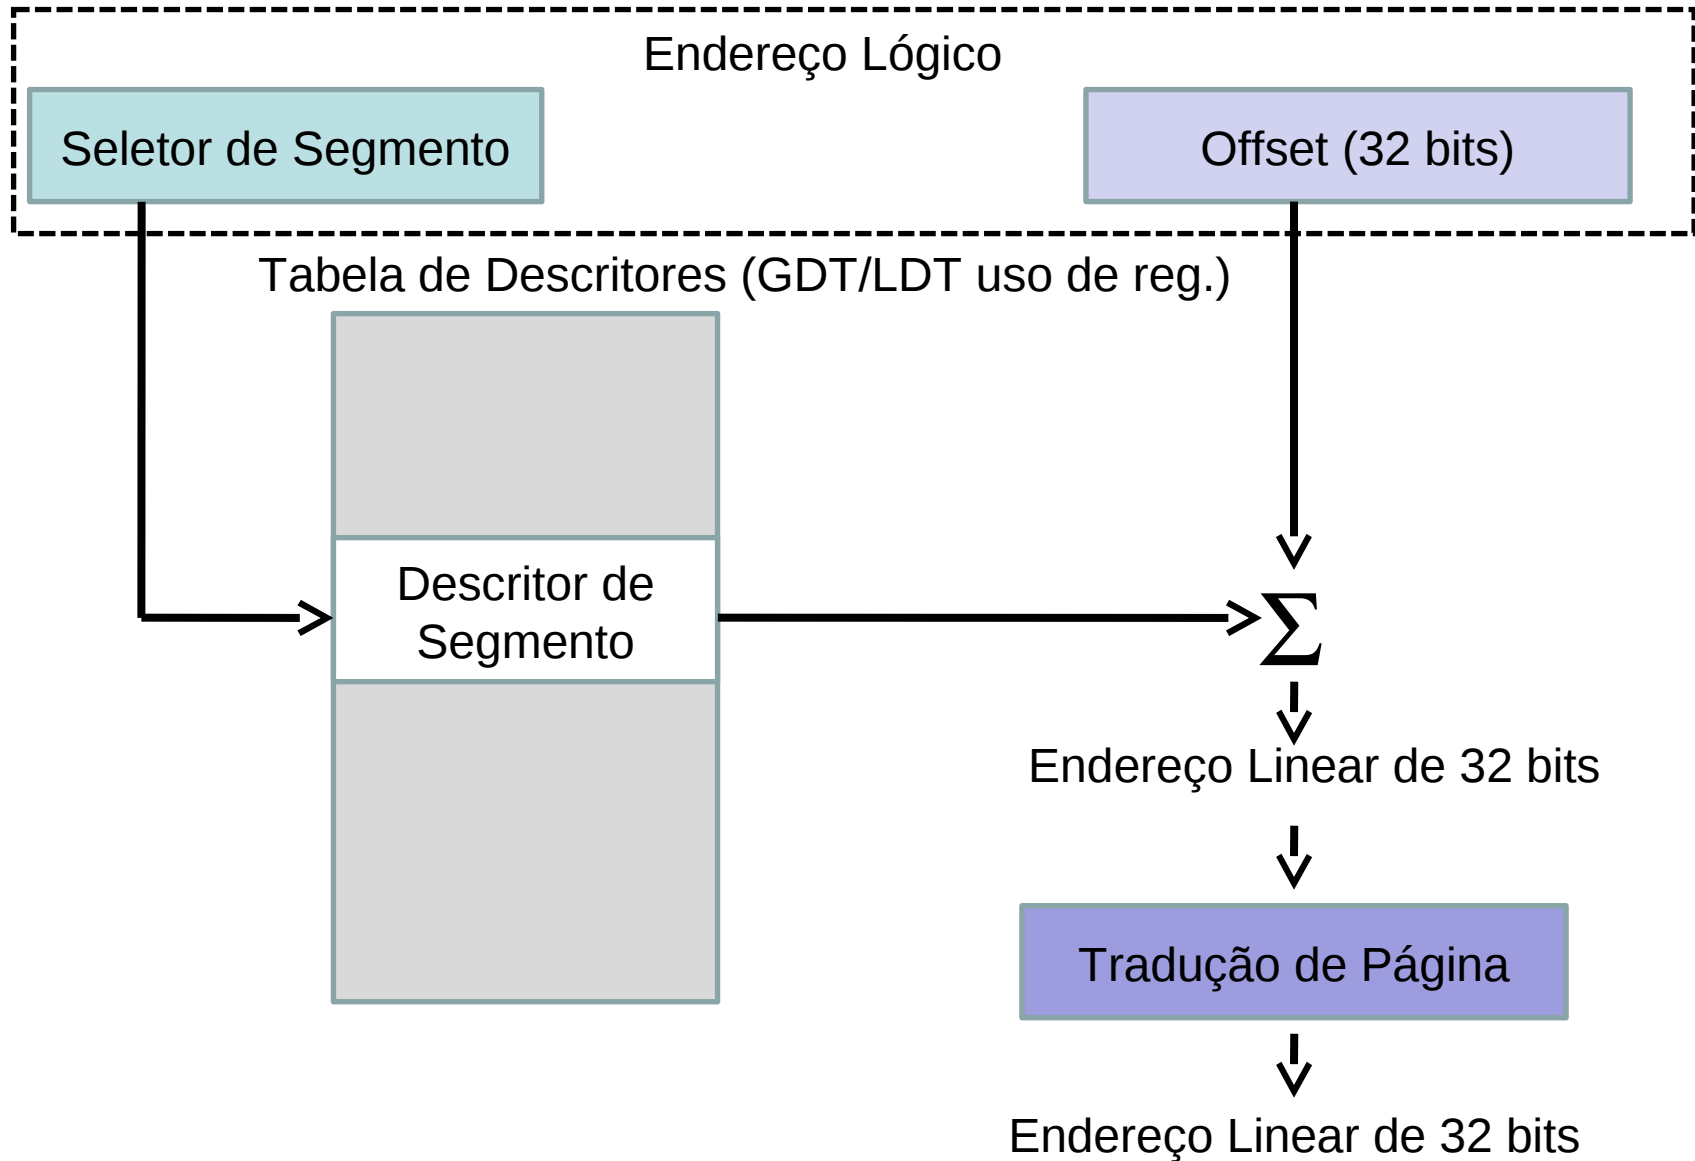 Endereço Lógico
Seletor de Segmento
Offset (32 bits)
Tabela de Descritores (GDT/LDT uso de reg.)
Descritor de
Segmento
Σ
Endereço Linear de 32 bits
Tradução de Página
Endereço Linear de 32 bits